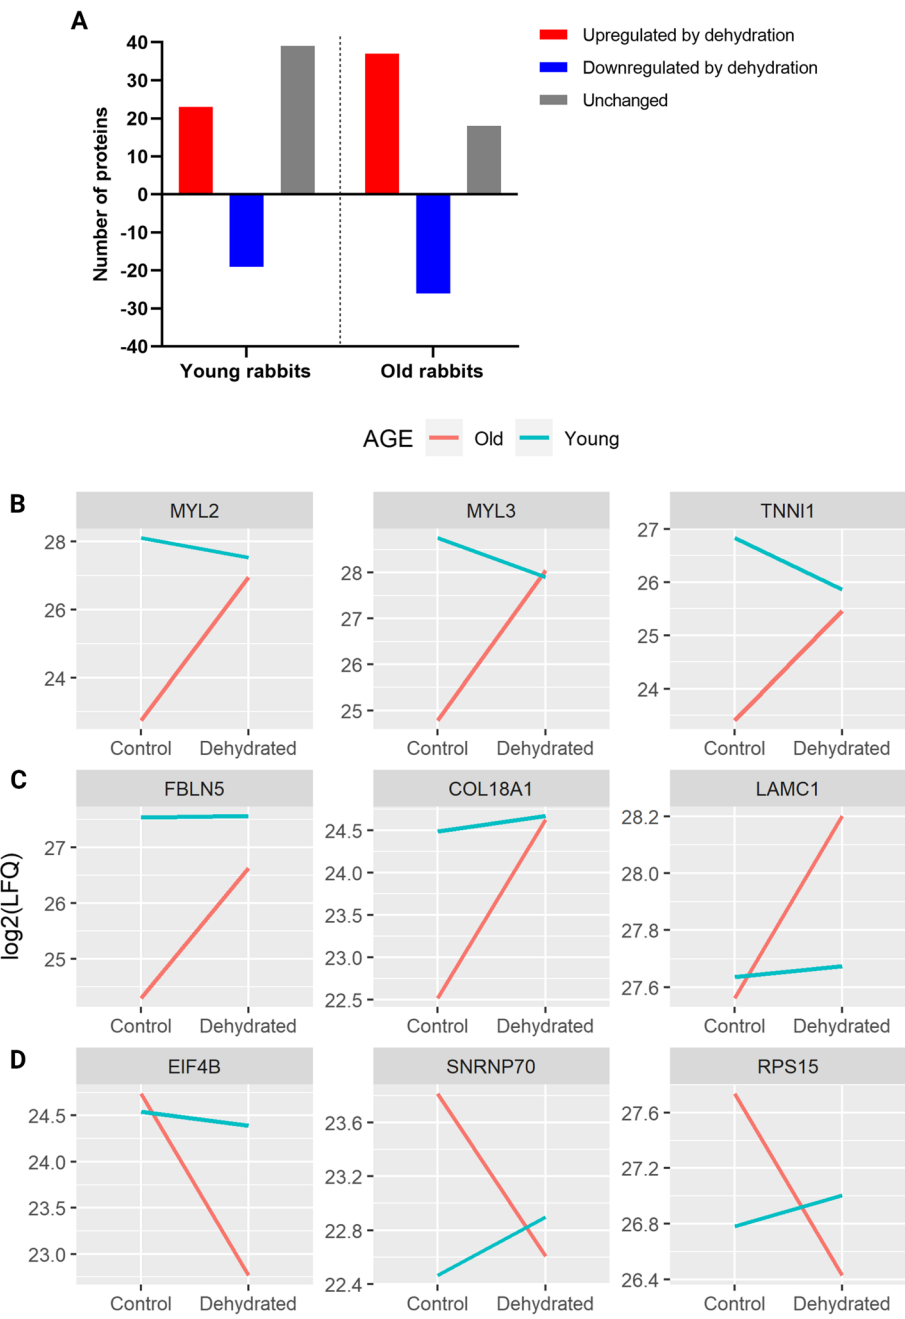 A
Upregulated by dehydration
Downregulated by dehydration
Unchanged
Number of proteins
40
30
20
10
0
-10
-20
-30
-40
Young rabbits Old rabbits
AGE Old Young
B
MYL2 MYL3 TNNI1
28
26
24
28
27
26
25
27
26
25
24
Control Dehydrated Control Dehydrated Control Dehydrated
C
FBLN5 COL18A1 LAMC1
log2(LFQ)
27
26
25
24.5
24.0
23.5
23.0
22.5
28.2
28.0
27.8
27.6
Control Dehydrated Control Dehydrated Control Dehydrated
D
EIF4B SNRNP70 RPS15
24.5
24.0
23.5
23.0
23.6
23.2
22.8
22.4
27.6
27.2
26.8
26.4
Control Dehydrated Control Dehydrated Control Dehydrated